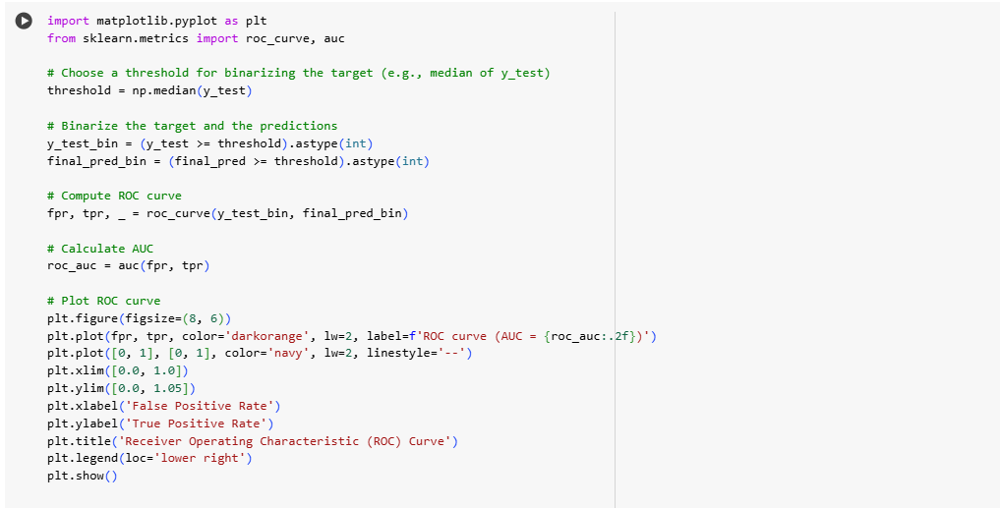 import matplotlib.pyplot as plt
from sklearn.metrics import roc_curve, auc
# Choose a threshold for binarizing the target (e.g., median of y_test)
threshold = np.median(y_test)
# Binarize the target and the predictions
y_test_bin = (y_test >= threshold).astype(int)
final_pred_bin = (final_pred >= threshold).astype(int)
# Compute ROC curve
fpr, tpr, _ = roc_curve(y_test_bin, final_pred_bin)
# Calculate AUC
roc_auc = auc(fpr, tpr)
# Plot ROC curve
plt.figure(figsize=(8, 6))
plt.plot(fpr, tpr, color='darkorange', lw=2, label=f'ROC curve (AUC = {roc_auc:.2f})')
plt.plot([0, 1], [0, 1], color='navy', lw=2, linestyle='--')
plt.xlim([0.0, 1.0])
plt.ylim([0.0, 1.05])
plt.xlabel('False Positive Rate')
plt.ylabel('True Positive Rate')
plt.title('Receiver Operating Characteristic (ROC) Curve')
plt.legend(loc='lower right')
plt.show()